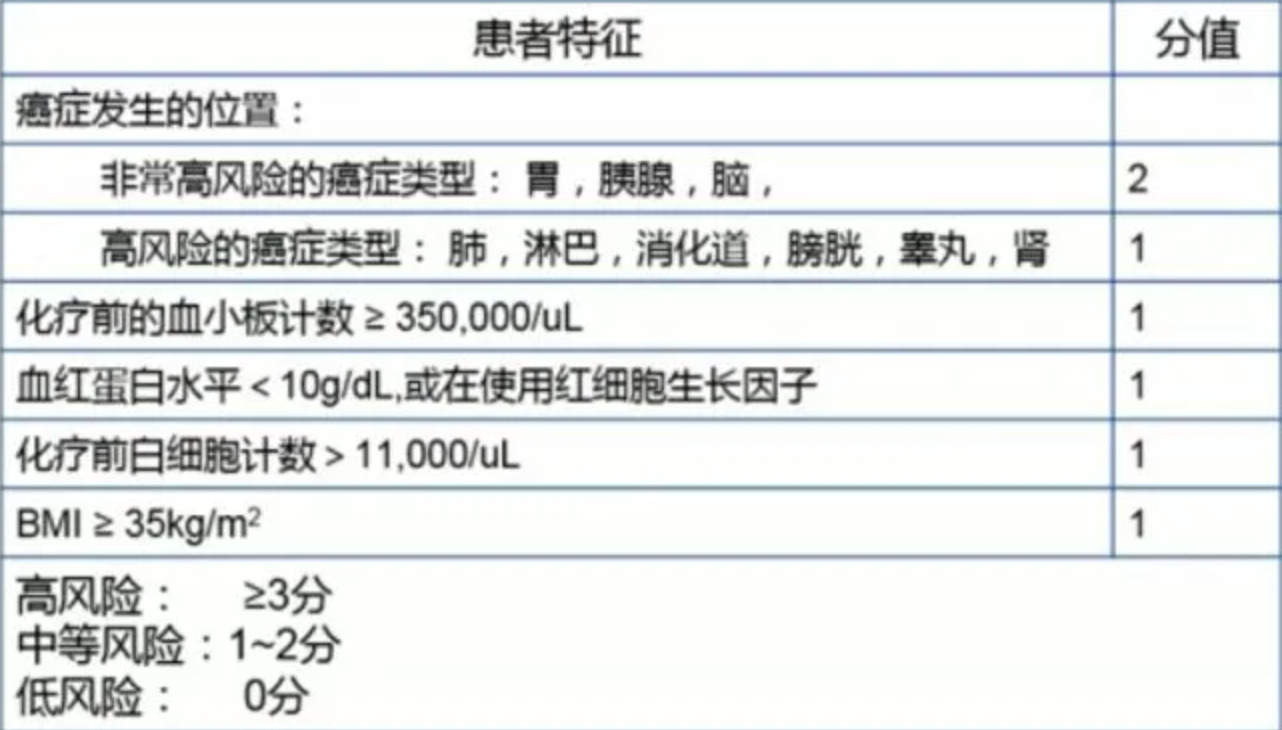 患者特征 分值
癌症发生的位置：
非常高风险的癌症类型： 胃，胰腺，脑， 2
高风险的癌症类型： 肺，淋巴，消化道，膀胱，睾丸，肾 1
化疗前的血小板计数 ≥ 350,000/uL 1
血红蛋白水平 < 10g/dL,或在使用红细胞生长因子 1
化疗前白细胞计数 > 11,000/uL 1
BMI ≥ 35kg/m² 1
高风险： ≥3分
中等风险：1~2分
低风险： 0分